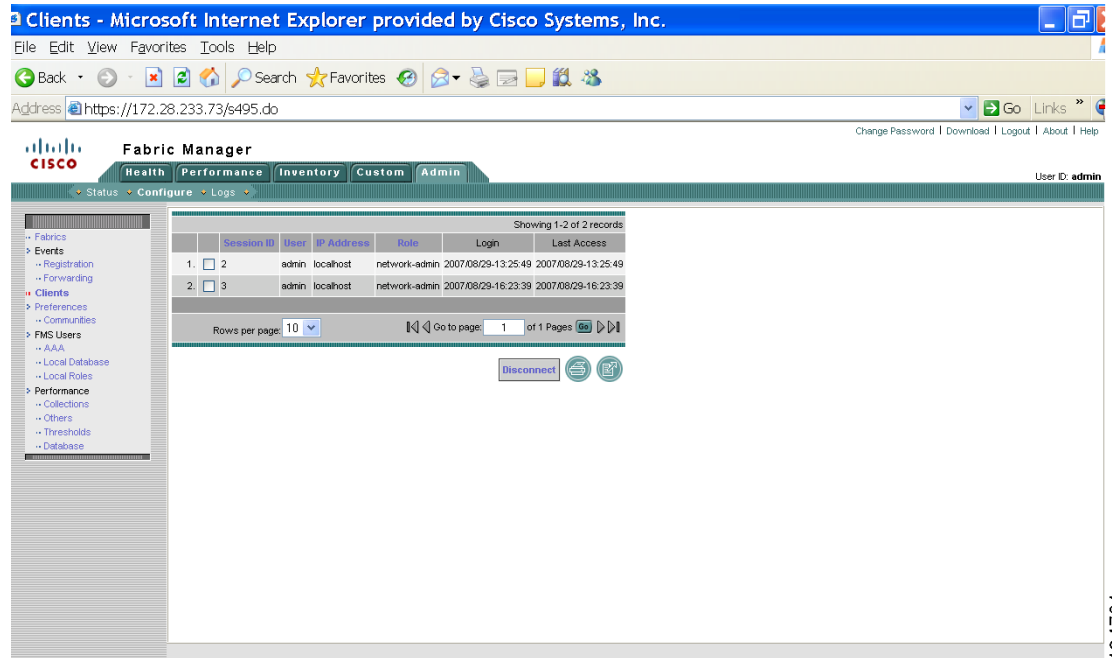 Clients - Microsoft Internet Explorer provided by Cisco Systems, Inc.
File Edit View Favorites Tools Help
Back Search Favorites
Address https://172.28.233.73/s495.do Go Links »
Change Password | Download | Logout | About | Help
CISCO
Fabric Manager
Health Performance Inventory Custom Admin
User ID: admin
Status Configure Logs
Fabrics
Events
Registration
Forwarding
Clients
Preferences
Communities
FMS Users
AAA
Local Database
Local Roles
Performance
Collections
Others
Thresholds
Database
Showing 1-2 of 2 records
Session ID User IP Address Role Login Last Access
1. 2 admin localhost network-admin 2007/08/29-13:25:49 2007/08/29-13:25:49
2. 3 admin localhost network-admin 2007/08/29-16:23:39 2007/08/29-16:23:39
Rows per page: 10 Go to page: 1 of 1 Pages Go
Disconnect